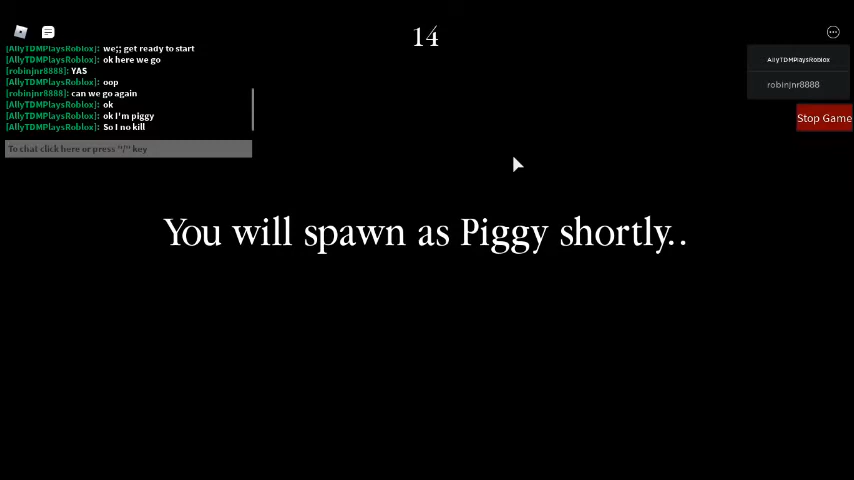 14
[AllyTDMPlaysRoblox]: we;; get ready to start
[AllyTDMPlaysRoblox]: ok here we go
[robinjnr8888]: YAS
[AllyTDMPlaysRoblox]: oop
[robinjnr8888]: can we go again
[AllyTDMPlaysRoblox]: ok
[AllyTDMPlaysRoblox]: ok I'm piggy
[AllyTDMPlaysRoblox]: So I no kill
To chat click here or press "/" key
AllyTDMPlaysRoblox
robinjnr8888
Stop Game
You will spawn as Piggy shortly..